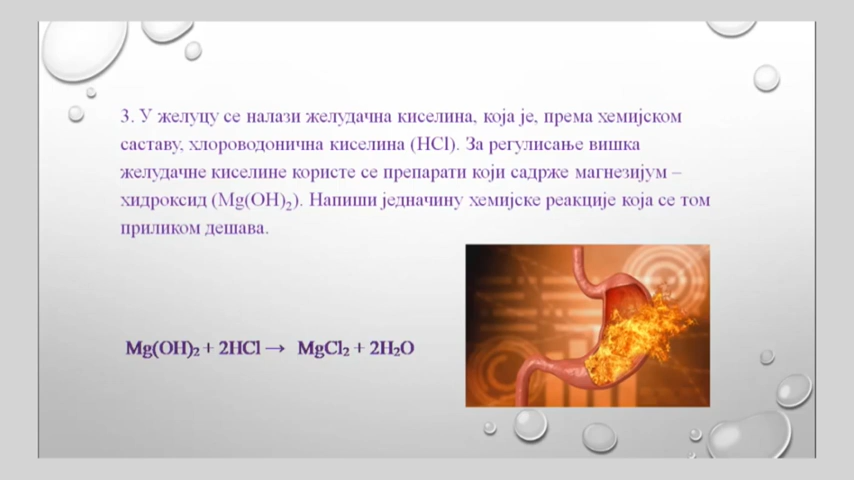 3. У желуцу се налази желудачна киселина, која је, према хемијском
саставу, хлороводонична киселина (HCl). За регулисање вишка
желудачне киселине користе се препарати који садрже магнезијум –
хидроксид (Mg(OH)₂). Напиши једначину хемијске реакције која се том
приликом дешава.
Mg(OH)₂ + 2HCl → MgCl₂ + 2H₂O